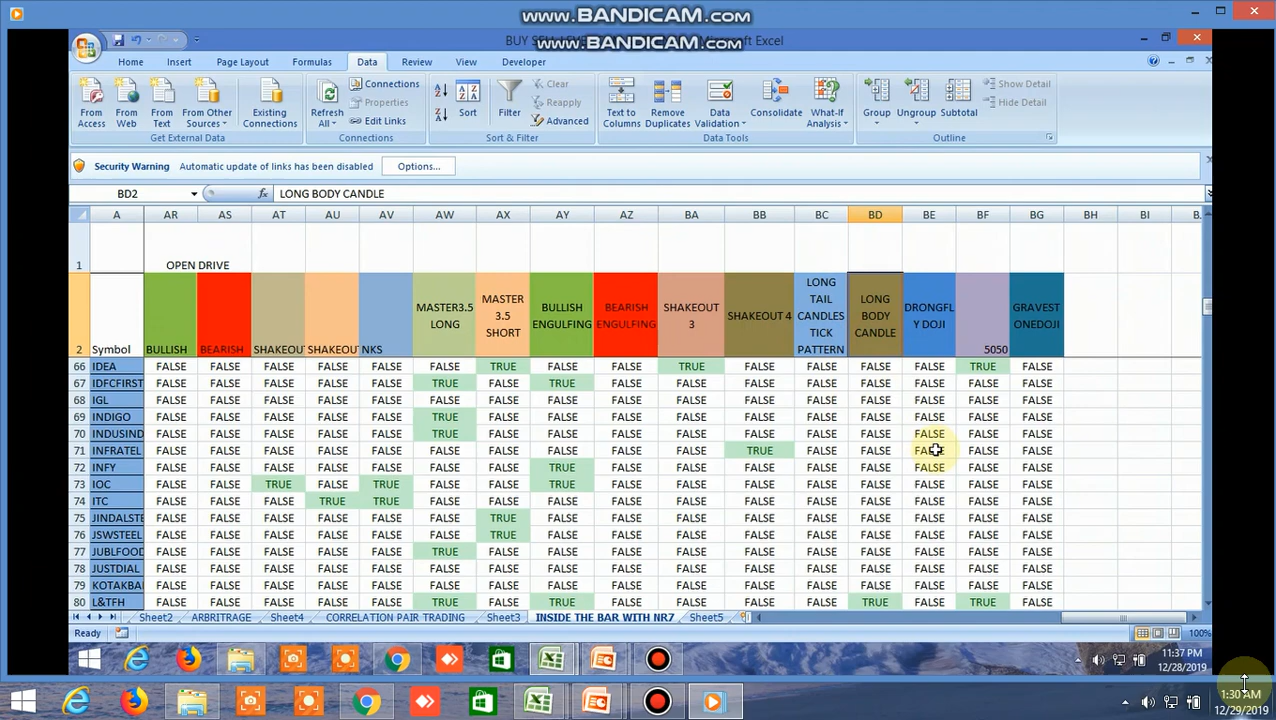 www.BANDICAM.com
www.BANDICAM.com
Home Insert Page Layout Formulas Data Review View Developer
From Access
From Web
From Text
From Other Sources
Existing Connections
Refresh All
Connections
Properties
Edit Links
Sort
Filter
Clear
Reapply
Advanced
Text to Columns
Remove Duplicates
Data Validation
Consolidate
What-If Analysis
Group
Ungroup
Subtotal
Show Detail
Hide Detail
Get External Data Connections Sort & Filter Data Tools Outline
Security Warning Automatic update of links has been disabled Options...
BD2 fx LONG BODY CANDLE
A AR AS AT AU AV AW AX AY AZ BA BB BC BD BE BF BG BH BI
1 OPEN DRIVE
2 Symbol BULLISH BEARISH SHAKEOU SHAKEOU NKS
MASTER3.5 LONG
MASTER 3.5 SHORT
BULLISH ENGULFING
BEARISH ENGULFING
SHAKEOUT 3
SHAKEOUT 4
LONG TAIL CANDLES TICK PATTERN
LONG BODY CANDLE
DRONGFL Y DOJI
5050
GRAVEST ONEDOJI
66 IDEA FALSE FALSE FALSE FALSE FALSE FALSE TRUE FALSE FALSE TRUE FALSE FALSE FALSE FALSE TRUE FALSE
67 IDFCFIRST FALSE FALSE FALSE FALSE FALSE TRUE FALSE TRUE FALSE FALSE FALSE FALSE FALSE FALSE FALSE FALSE
68 IGL FALSE FALSE FALSE FALSE FALSE FALSE FALSE FALSE FALSE FALSE FALSE FALSE FALSE FALSE FALSE FALSE
69 INDIGO FALSE FALSE FALSE FALSE FALSE TRUE FALSE FALSE FALSE FALSE FALSE FALSE FALSE FALSE FALSE FALSE
70 INDUSIND FALSE FALSE FALSE FALSE FALSE TRUE FALSE FALSE FALSE FALSE FALSE FALSE FALSE FALSE FALSE FALSE
71 INFRATEL FALSE FALSE FALSE FALSE FALSE FALSE FALSE FALSE FALSE FALSE TRUE FALSE FALSE FALSE FALSE FALSE
72 INFY FALSE FALSE FALSE FALSE FALSE FALSE FALSE TRUE FALSE FALSE FALSE FALSE FALSE FALSE FALSE FALSE
73 IOC FALSE FALSE TRUE FALSE TRUE FALSE FALSE TRUE FALSE FALSE FALSE FALSE FALSE FALSE FALSE FALSE
74 ITC FALSE FALSE FALSE TRUE TRUE FALSE FALSE FALSE FALSE FALSE FALSE FALSE FALSE FALSE FALSE FALSE
75 JINDALSTE FALSE FALSE FALSE FALSE FALSE FALSE TRUE FALSE FALSE FALSE FALSE FALSE FALSE FALSE FALSE FALSE
76 JSWSTEEL FALSE FALSE FALSE FALSE FALSE FALSE TRUE FALSE FALSE FALSE FALSE FALSE FALSE FALSE FALSE FALSE
77 JUBLFOOD FALSE FALSE FALSE FALSE FALSE TRUE FALSE FALSE FALSE FALSE FALSE FALSE FALSE FALSE FALSE FALSE
78 JUSTDIAL FALSE FALSE FALSE FALSE FALSE FALSE FALSE FALSE FALSE FALSE FALSE FALSE FALSE FALSE FALSE FALSE
79 KOTAKBA FALSE FALSE FALSE FALSE FALSE FALSE FALSE FALSE FALSE FALSE FALSE FALSE FALSE FALSE FALSE FALSE
80 L&TFH FALSE FALSE FALSE FALSE FALSE TRUE FALSE TRUE FALSE FALSE FALSE FALSE TRUE FALSE TRUE FALSE
Sheet2 ARBITRAGE Sheet4 CORRELATION PAIR TRADING Sheet3 INSIDE THE BAR WITH NR7 Sheet5
Ready 100%
11:37 PM
12/28/2019
1:30 AM
12/29/2019